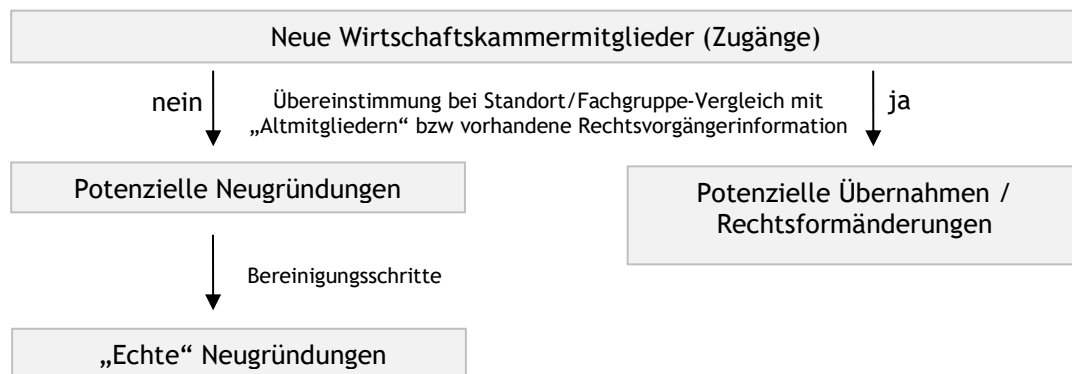 Neue Wirtschaftskammermitglieder (Zugänge)
nein
Übereinstimmung bei Standort/Fachgruppe-Vergleich mit
„Altmitgliedern“ bzw vorhandene Rechtsvorgängerinformation
ja
Potenzielle Neugründungen
Potenzielle Übernahmen /
Rechtsformänderungen
Bereinigungsschritte
„Echte“ Neugründungen